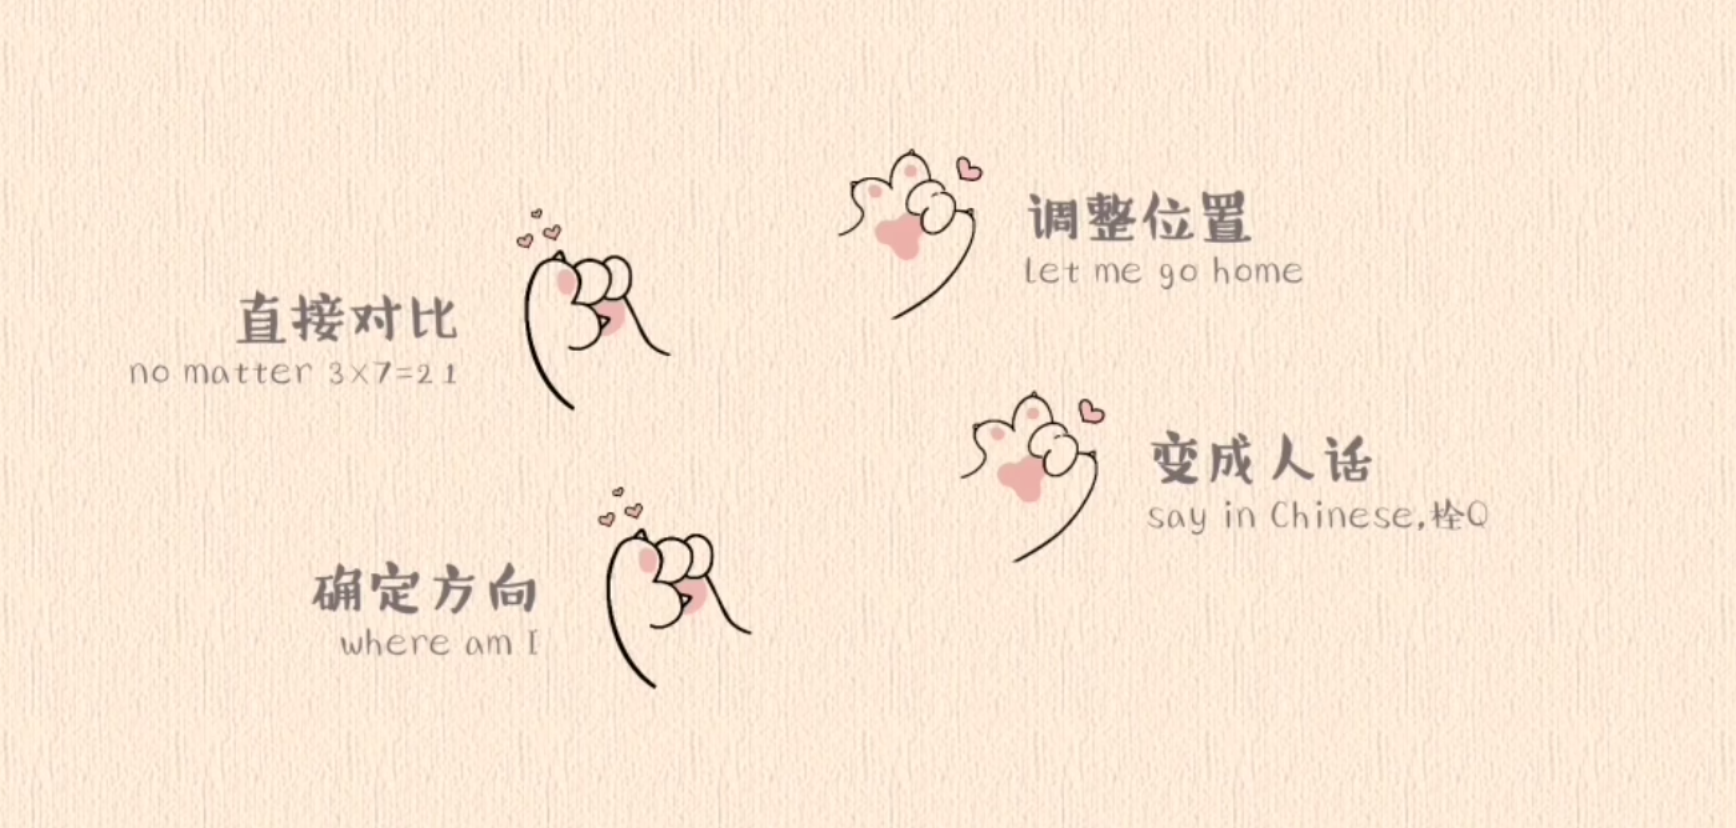 直接对比
no matter 3×7=21
调整位置
let me go home
确定方向
where am I
变成人话
say in Chinese,栓Q